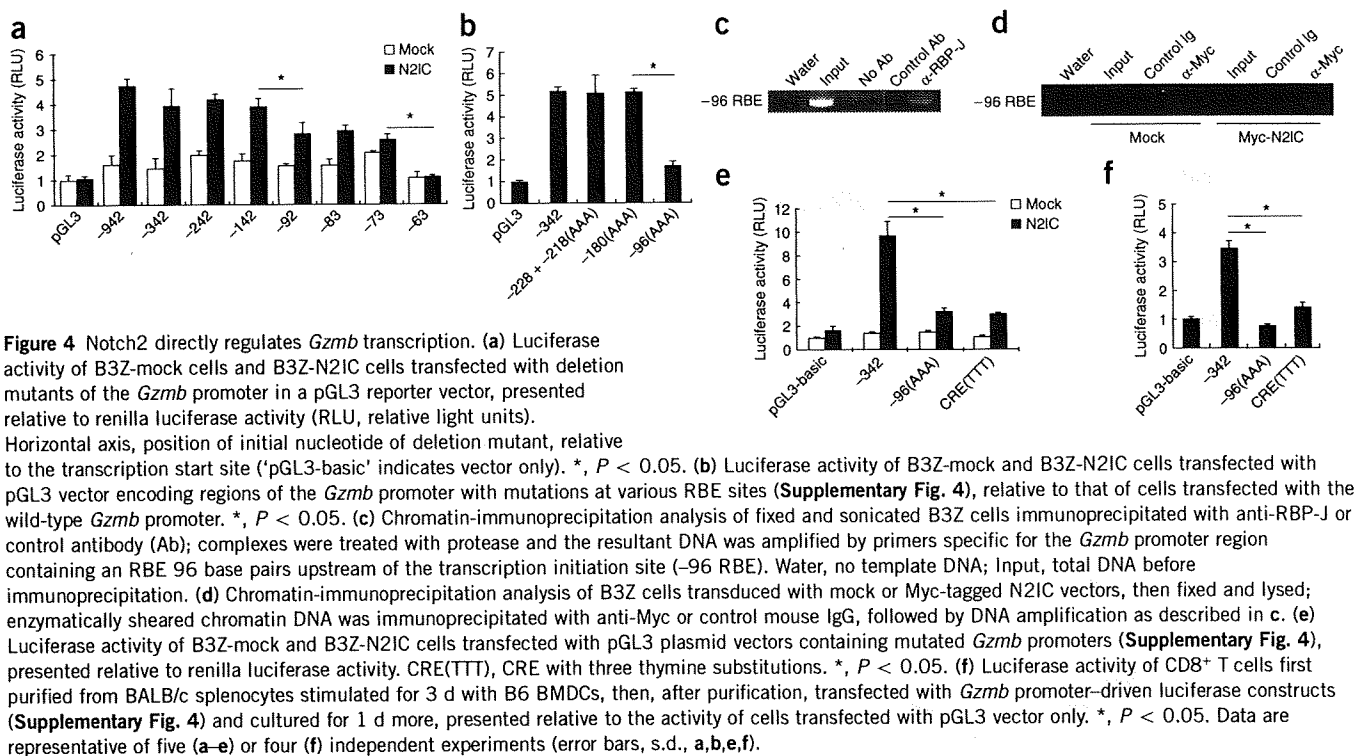 a
Luciferase activity (RLU)
6
5
4
3
2
1
0
*
*
Mock
N2IC
pGL3
–942
–342
–242
–142
–92
–83
–73
–63
b
Luciferase activity (RLU)
7
6
5
4
3
2
1
0
*
pGL3
–342
–228 + –218(AAA)
–180(AAA)
–96(AAA)
c
Water
Input
No Ab
Control Ab
α-RBP-J
–96 RBE
d
Water
Input
Control Ig
α-Myc
Input
Control Ig
α-Myc
–96 RBE
Mock
Myc-N2IC
e
Luciferase activity (RLU)
12
10
8
6
4
2
0
*
*
Mock
N2IC
pGL3-basic
–342
–96(AAA)
CRE(TTT)
f
Luciferase activity (RLU)
5
4
3
2
1
0
*
*
pGL3-basic
–342
–96(AAA)
CRE(TTT)
Figure 4 Notch2 directly regulates Gzmb transcription. (a) Luciferase
activity of B3Z-mock cells and B3Z-N2IC cells transfected with deletion
mutants of the Gzmb promoter in a pGL3 reporter vector, presented
relative to renilla luciferase activity (RLU, relative light units).
Horizontal axis, position of initial nucleotide of deletion mutant, relative
to the transcription start site ('pGL3-basic' indicates vector only). *, P < 0.05. (b) Luciferase activity of B3Z-mock and B3Z-N2IC cells transfected with
pGL3 vector encoding regions of the Gzmb promoter with mutations at various RBE sites (Supplementary Fig. 4), relative to that of cells transfected with the
wild-type Gzmb promoter. *, P < 0.05. (c) Chromatin-immunoprecipitation analysis of fixed and sonicated B3Z cells immunoprecipitated with anti-RBP-J or
control antibody (Ab); complexes were treated with protease and the resultant DNA was amplified by primers specific for the Gzmb promoter region
containing an RBE 96 base pairs upstream of the transcription initiation site (–96 RBE). Water, no template DNA; Input, total DNA before
immunoprecipitation. (d) Chromatin-immunoprecipitation analysis of B3Z cells transduced with mock or Myc-tagged N2IC vectors, then fixed and lysed;
enzymatically sheared chromatin DNA was immunoprecipitated with anti-Myc or control mouse IgG, followed by DNA amplification as described in c. (e)
Luciferase activity of B3Z-mock and B3Z-N2IC cells transfected with pGL3 plasmid vectors containing mutated Gzmb promoters (Supplementary Fig. 4),
presented relative to renilla luciferase activity. CRE(TTT), CRE with three thymine substitutions. *, P < 0.05. (f) Luciferase activity of CD8+ T cells first
purified from BALB/c splenocytes stimulated for 3 d with B6 BMDCs, then, after purification, transfected with Gzmb promoter–driven luciferase constructs
(Supplementary Fig. 4) and cultured for 1 d more, presented relative to the activity of cells transfected with pGL3 vector only. *, P < 0.05. Data are
representative of five (a–e) or four (f) independent experiments (error bars, s.d., a,b,e,f).